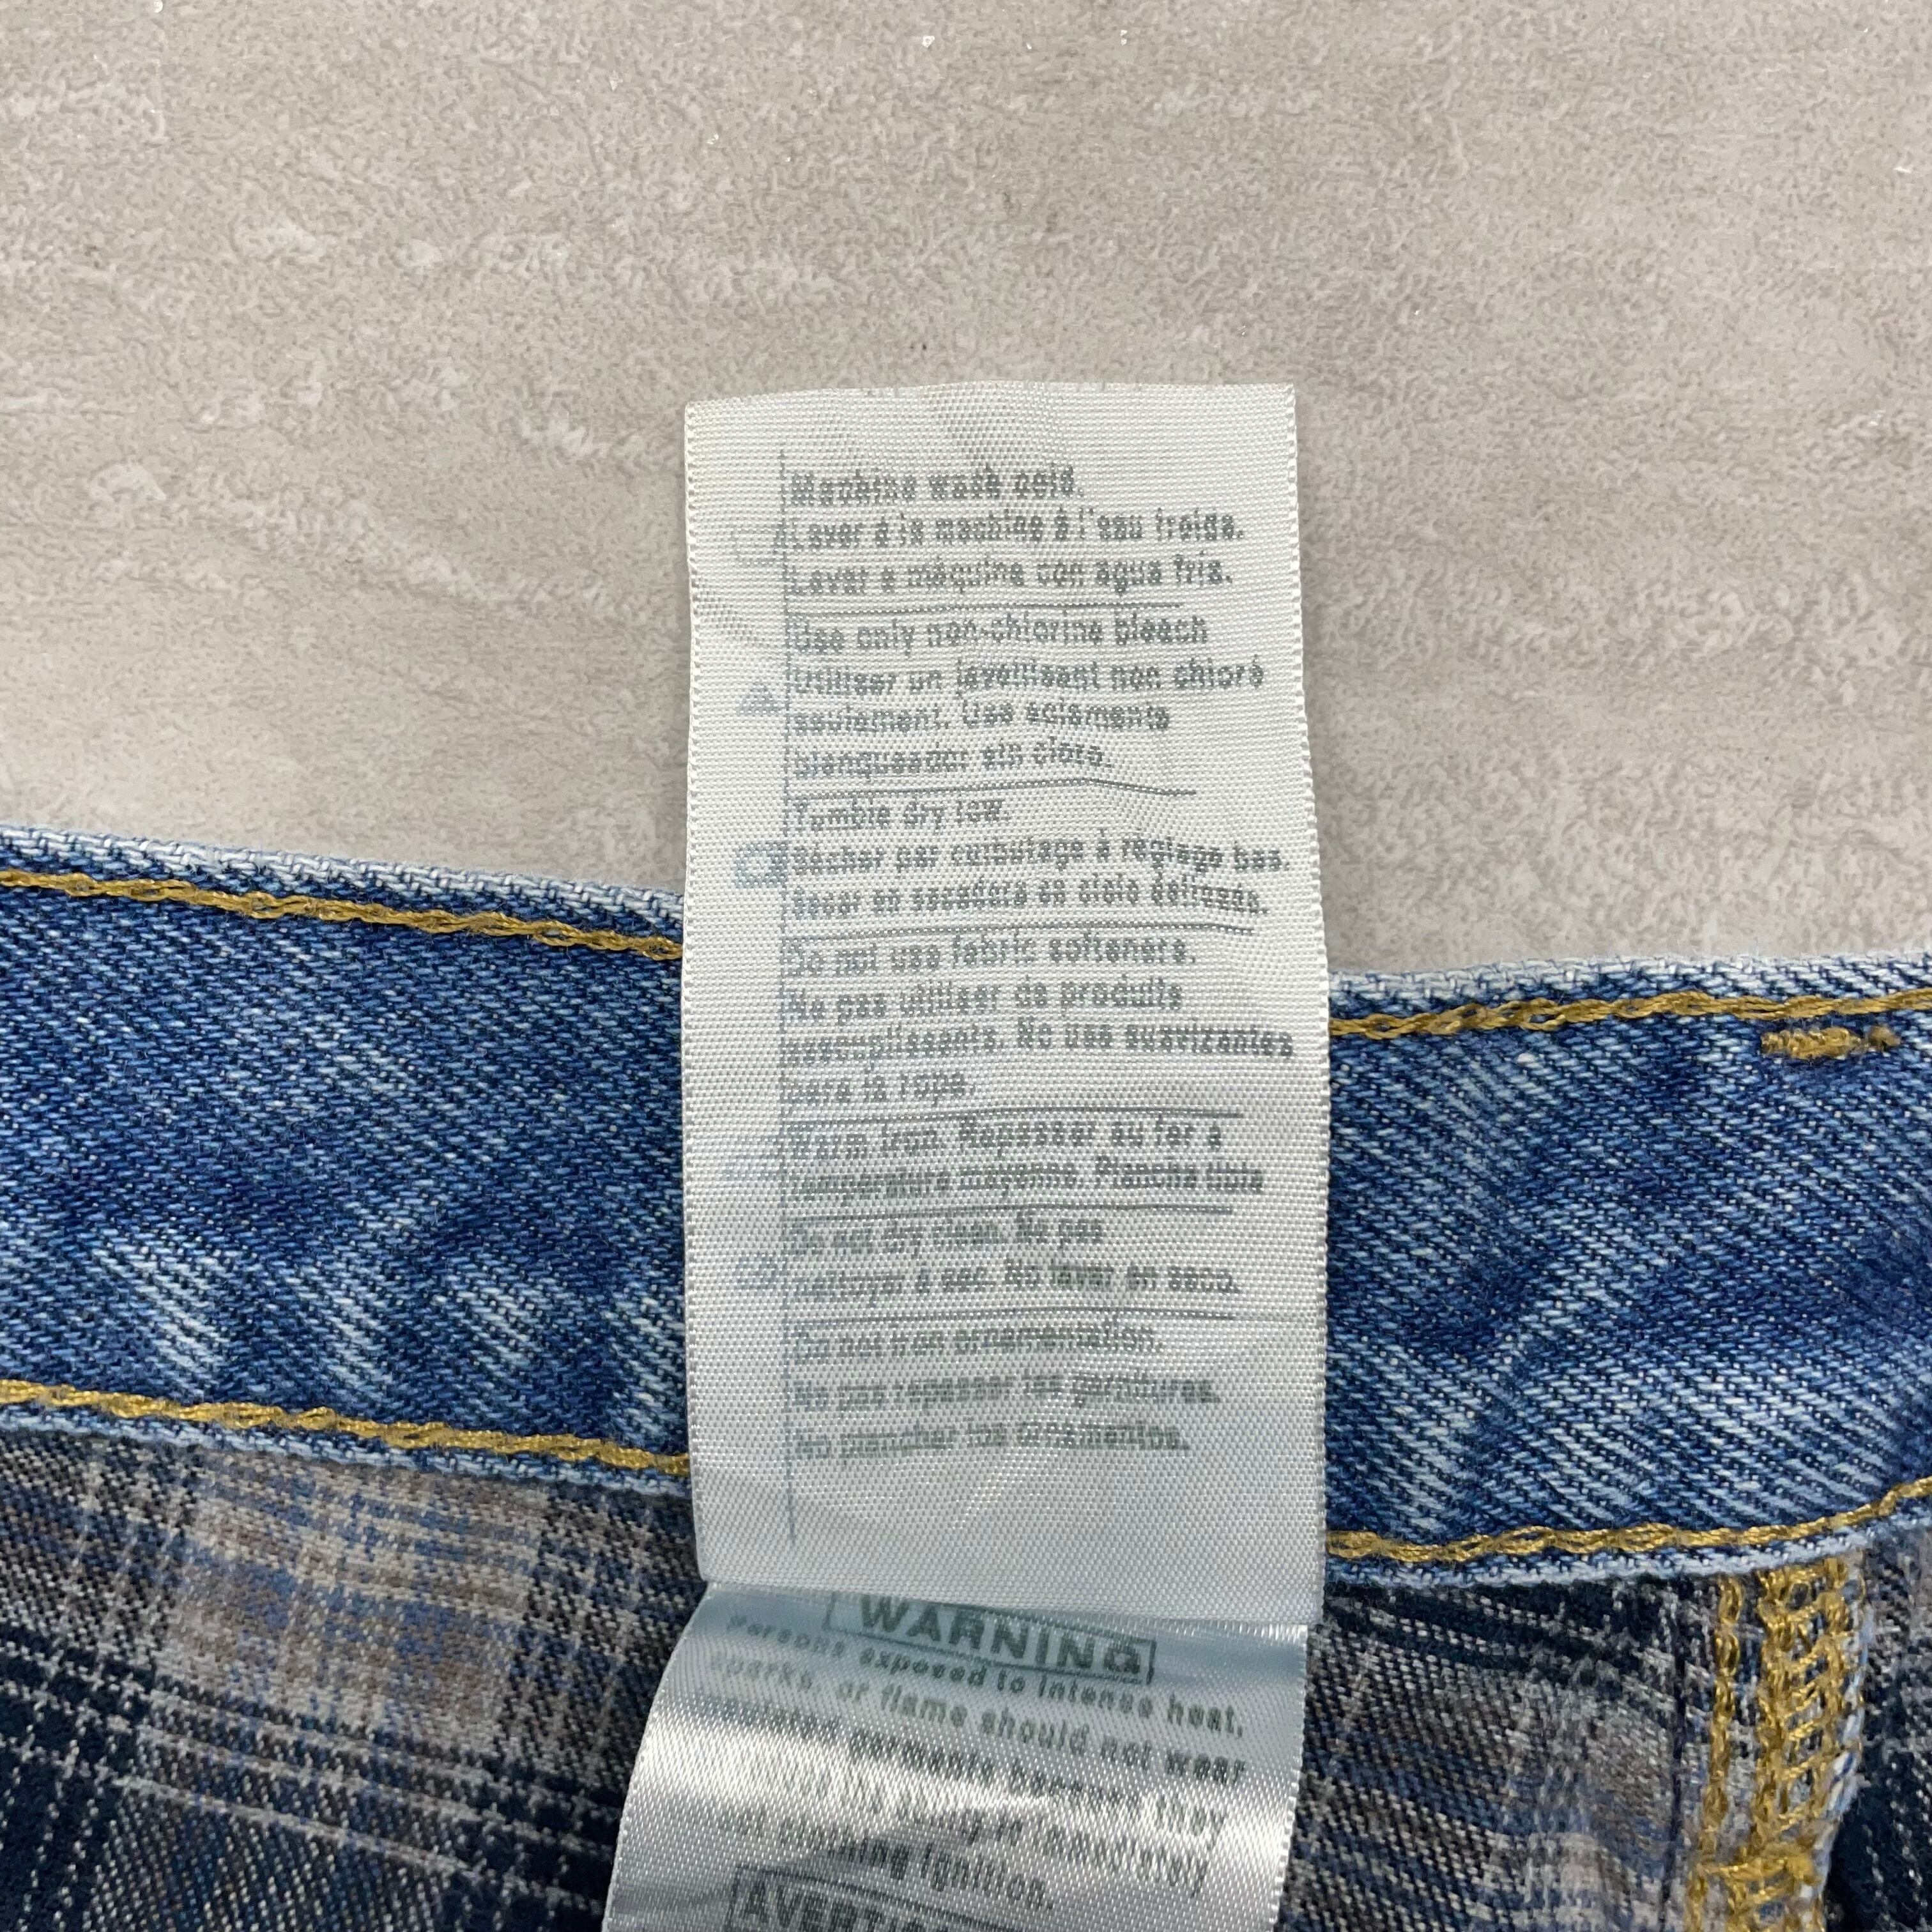 Machine wash cold.
Laver à la machine à l'eau froide.
Lavar a máquina con agua fría.
Use only non-chlorine bleach
Utiliser un javellisant non chloré
seulement. Use solamente
blanqueador sin cloro.
Tumble dry low.
Sécher par culbutage à réglage bas.
Secar en secadora en ciclo delicado.
Do not use fabric softeners.
Ne pas utiliser de produits
assouplissants. No use suavizantes
para la ropa.
Warm iron. Repasser au fer à
température moyenne. Planche tibia
Do not dry clean. Ne pas
nettoyer à sec. No lavar en seco.
Do not iron ornamentation.
Ne pas repasser les garnitures.
No planchar los ornamentos.
WARNING
Persons exposed to intense heat,
sparks, or flame should not wear
garments because they
completely
ignition.